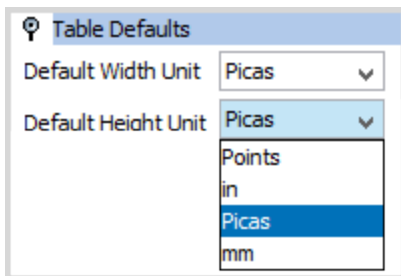 Table Defaults
Default Width Unit Picas
Default Height Unit Picas
Points
in
Picas
mm